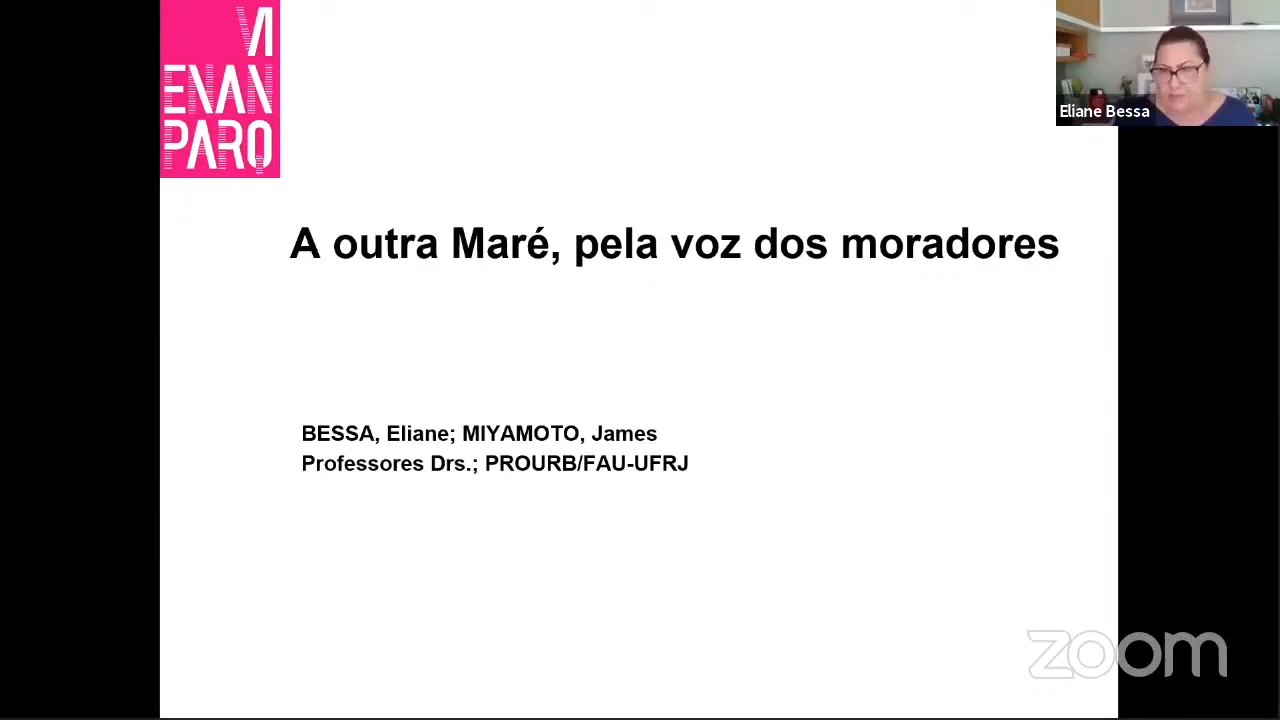 VI
ENAN
PARQ
Eliane Bessa
A outra Maré, pela voz dos moradores
BESSA, Eliane; MIYAMOTO, James
Professores Drs.; PROURB/FAU-UFRJ
zoom